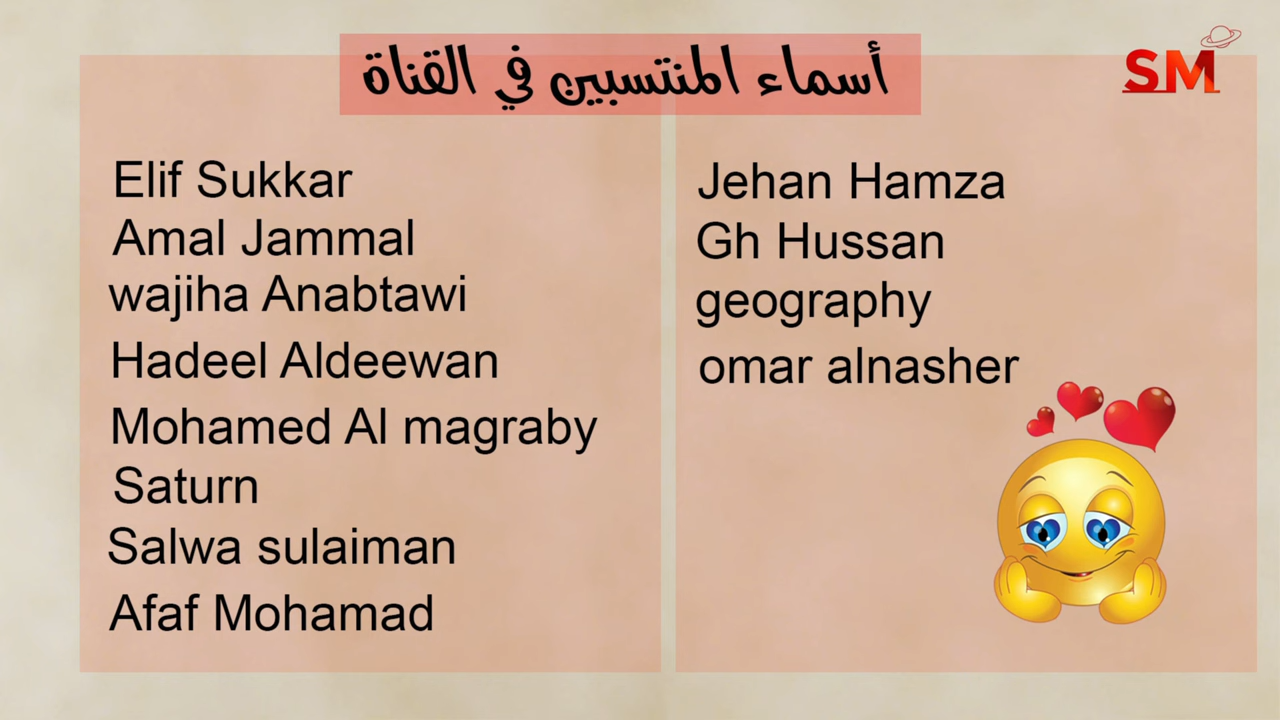 أسماء المنتسبين في القناة
SM
Elif Sukkar
Amal Jammal
wajiha Anabtawi
Hadeel Aldeewan
Mohamed Al magraby
Saturn
Salwa sulaiman
Afaf Mohamad
Jehan Hamza
Gh Hussan
geography
omar alnasher